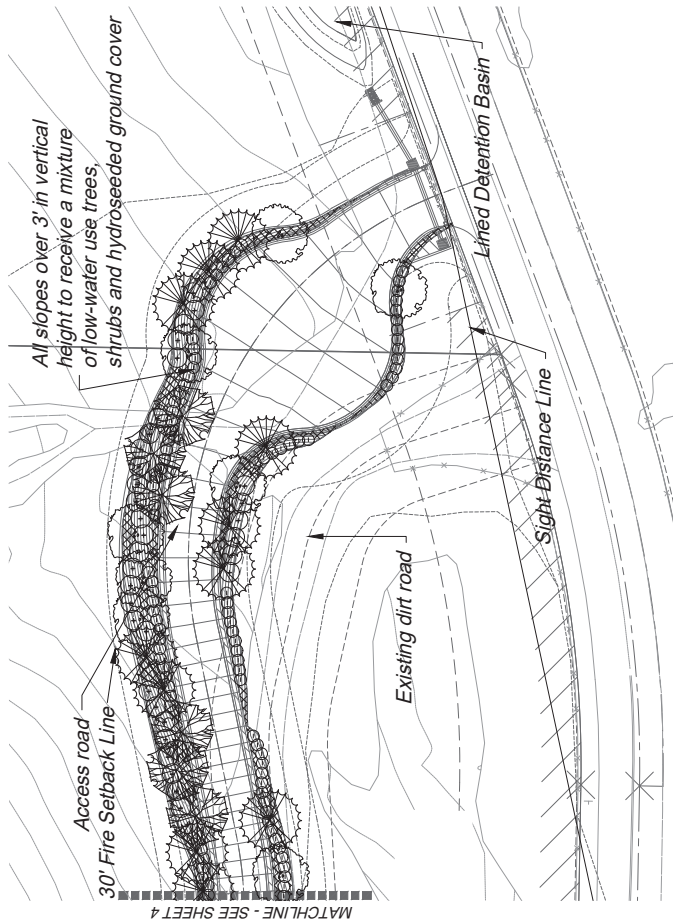 All slopes over 3' in vertical
height to receive a mixture
of low-water use trees,
shrubs and hydroseeded ground cover
Access road
30' Fire Setback Line
MATCHLINE - SEE SHEET 4
Existing dirt road
Sight Distance Line
Lined Detention Basin